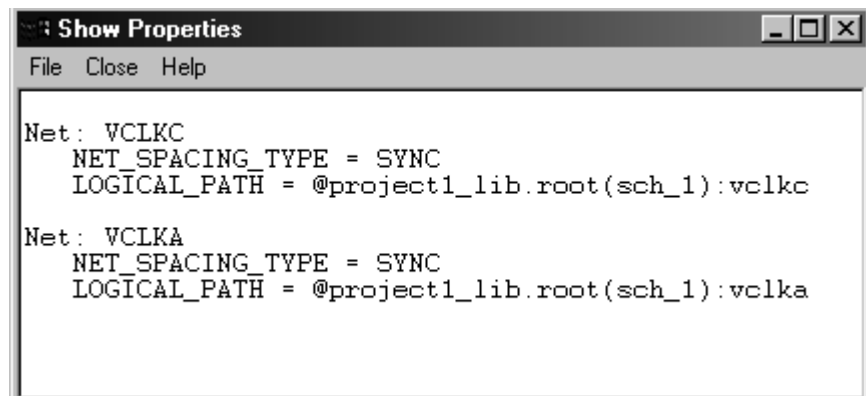 Show Properties
File Close Help
Net: VCLKC
NET_SPACING_TYPE = SYNC
LOGICAL_PATH = @project1_lib.root(sch_1):vclkc
Net: VCLKA
NET_SPACING_TYPE = SYNC
LOGICAL_PATH = @project1_lib.root(sch_1):vclka